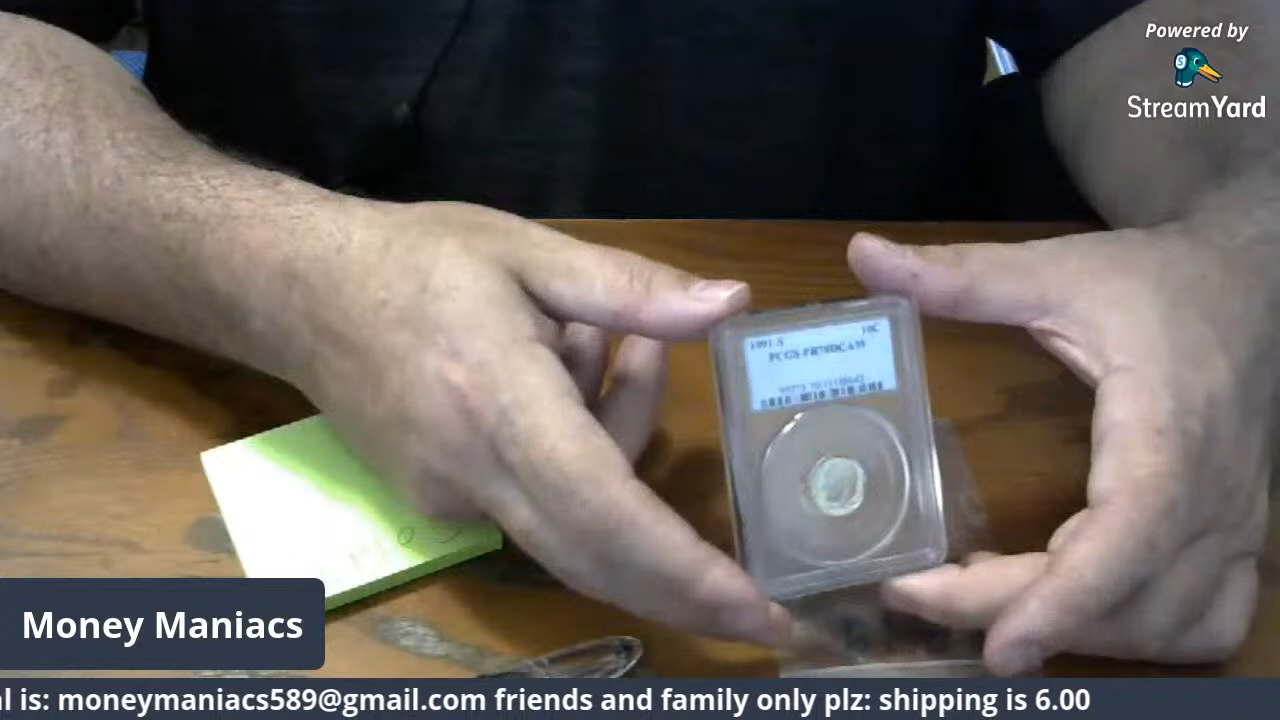 Powered by
StreamYard
1991-S 10C
PCGS PR70DCAM
Money Maniacs
al is: moneymaniacs589@gmail.com friends and family only plz: shipping is 6.00